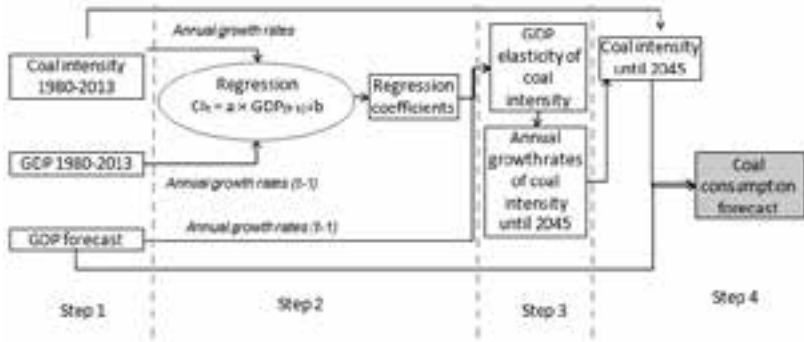 Annual growth rates
Coal intensity
1980-2013
Regression
CIₜ = a × GDP₍ₜ₋₁₎+b
Regression
coefficients
GDP
elasticity of
coal
intensity
Coal intensity
until 2045
GDP 1980-2013
Annual growth rates (t-1)
Annual
growth rates
of coal
intensity
until 2045
Coal
consumption
forecast
GDP forecast
Annual growth rates (t-1)
Step 1
Step 2
Step 3
Step 4